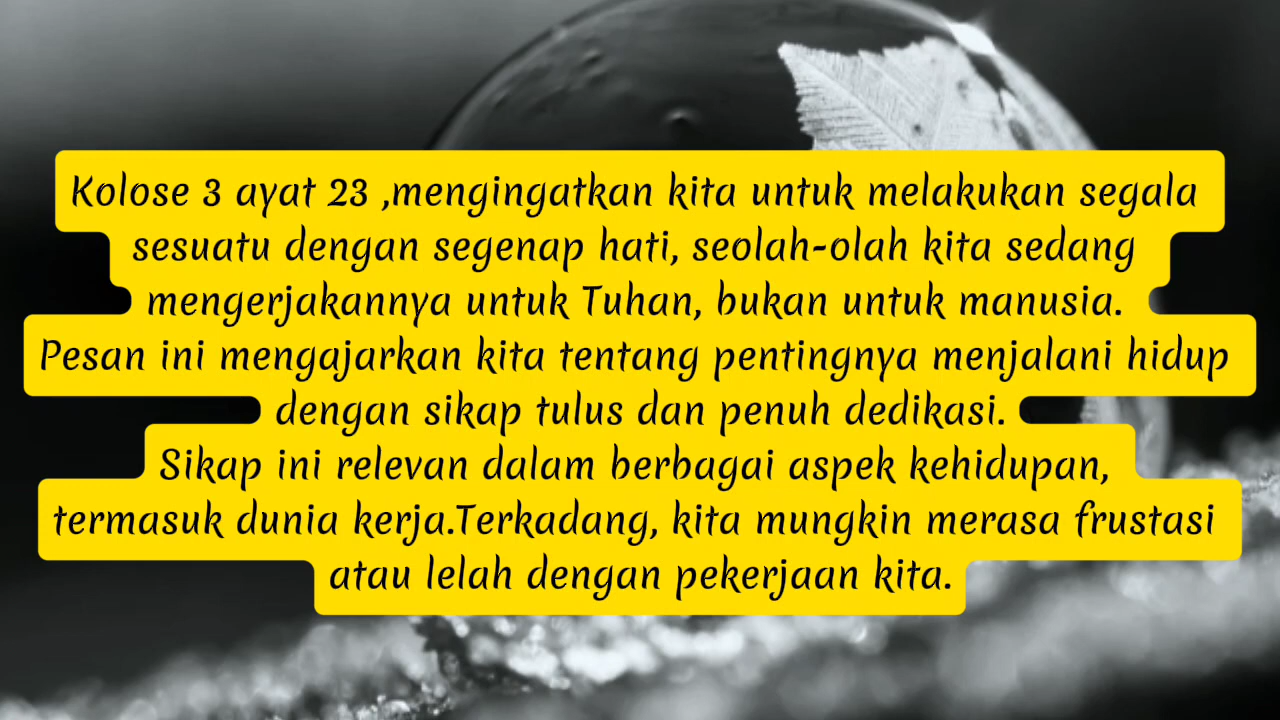 Kolose 3 ayat 23 ,mengingatkan kita untuk melakukan segala
sesuatu dengan segenap hati, seolah-olah kita sedang
mengerjakannya untuk Tuhan, bukan untuk manusia.
Pesan ini mengajarkan kita tentang pentingnya menjalani hidup
dengan sikap tulus dan penuh dedikasi.
Sikap ini relevan dalam berbagai aspek kehidupan,
termasuk dunia kerja.Terkadang, kita mungkin merasa frustasi
atau lelah dengan pekerjaan kita.